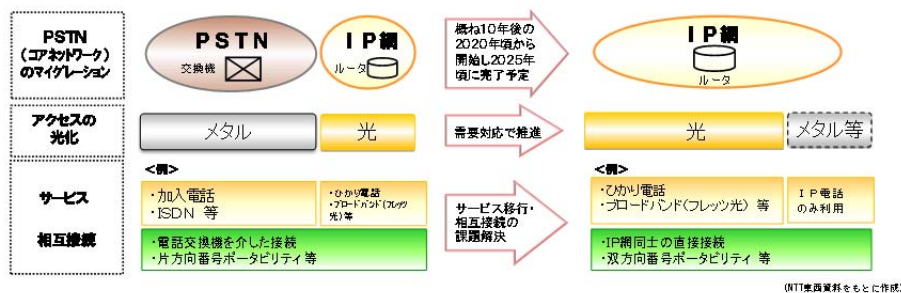 PSTN
(コアネットワーク)
のマイグレーション
PSTN
交換機
IP網
ルータ
概ね10年後の
2020年頃から
開始し2025年
頃に完了予定
IP網
ルータ
アクセスの
光化
メタル
光
需要対応で推進
光
メタル等
サービス
<例>
・加入電話
・ISDN 等
・ひかり電話
・ブロードバンド(フレッツ
光)等
サービス移行・
相互接続の
課題解決
<例>
・ひかり電話
・ブロードバンド(フレッツ光) 等
IP電話
のみ利用
相互接続
・電話交換機を介した接続
・片方向番号ポータビリティ 等
・IP網同士の直接接続
・双方向番号ポータビリティ 等
(NTT東西資料をもとに作成)